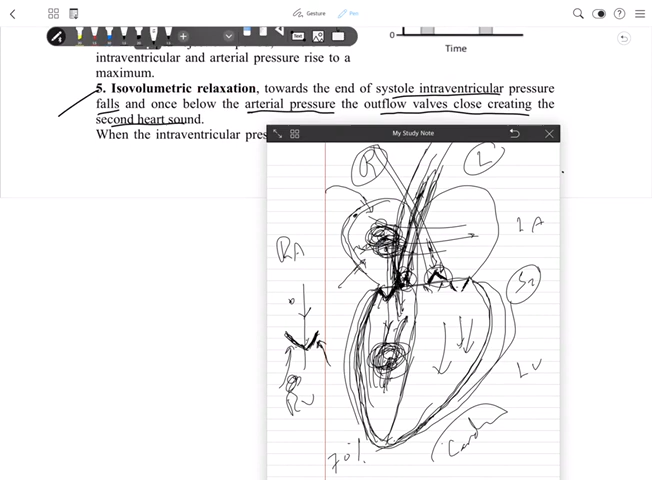 Gesture
Pen
Text
0
Time
intraventricular and arterial pressure rise to a
maximum.
5. Isovolumetric relaxation, towards the end of systole intraventricular pressure
falls and once below the arterial pressure the outflow valves close creating the
second heart sound.
When the intraventricular pres
My Study Note
R
L
RA
LA
RV
LV
70%